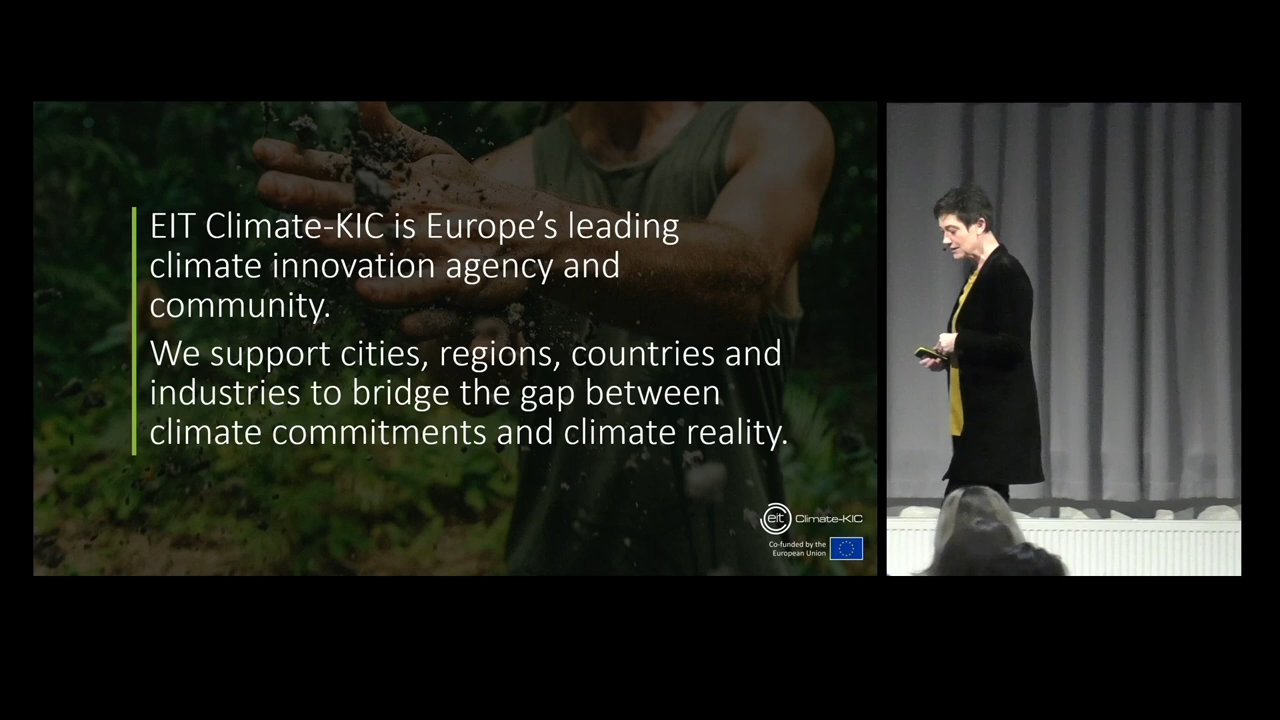 EIT Climate-KIC is Europe’s leading
climate innovation agency and
community.
We support cities, regions, countries and
industries to bridge the gap between
climate commitments and climate reality.
eit Climate-KIC
Co-funded by the
European Union